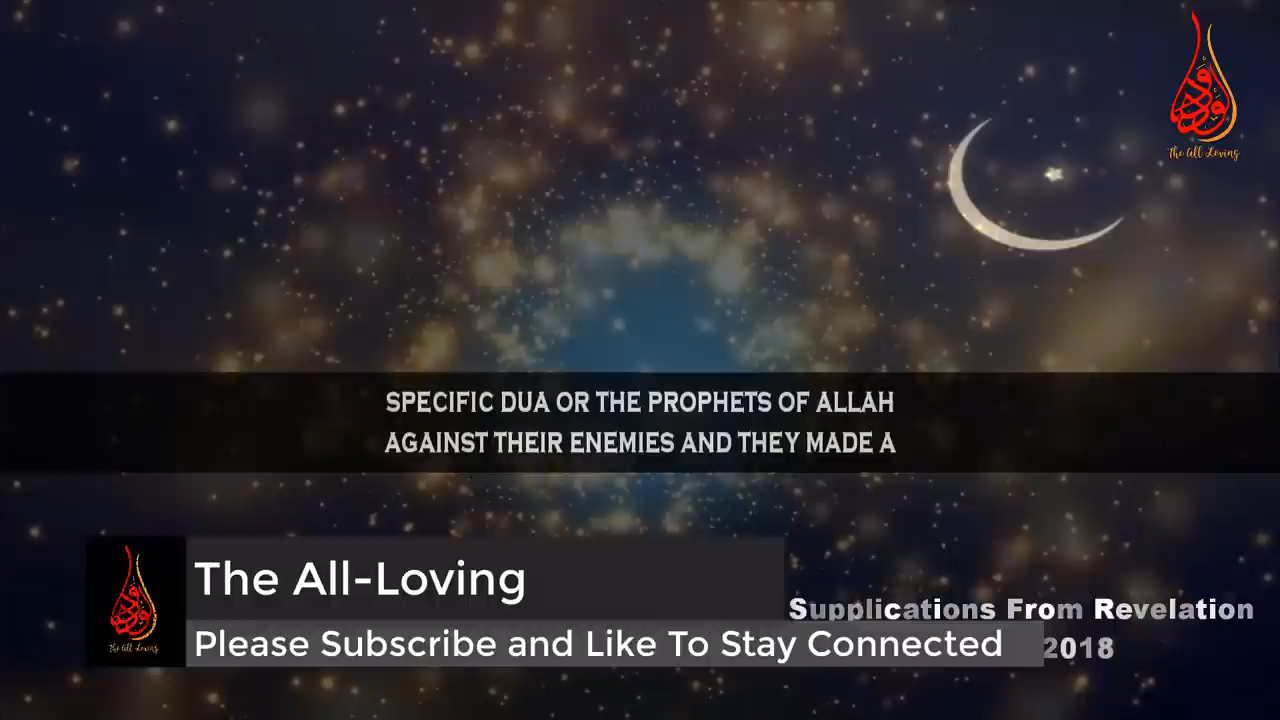 The All Loving
SPECIFIC DUA OR THE PROPHETS OF ALLAH
AGAINST THEIR ENEMIES AND THEY MADE A
The All-Loving
Supplications From Revelation
Please Subscribe and Like To Stay Connected
2018
The All Loving